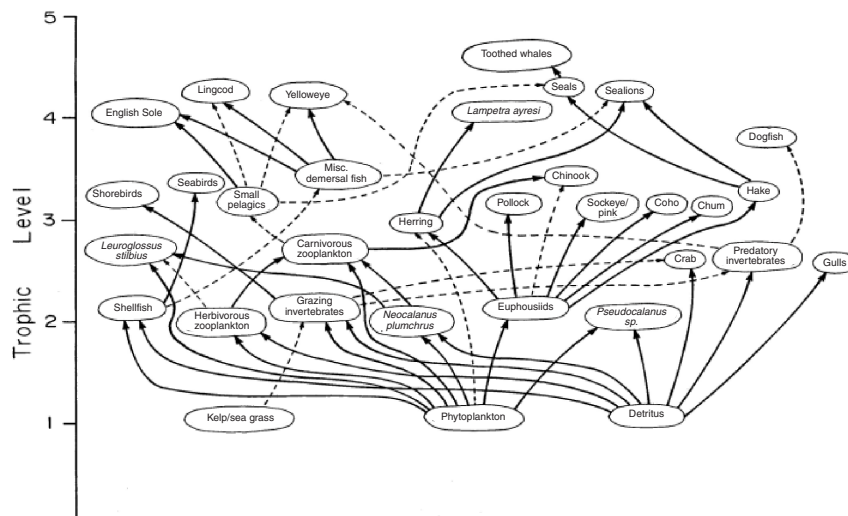 5
Toothed whales
Lingcod
Yelloweye
Seals
Sealions
4
English Sole
Lampetra ayresi
Dogfish
Misc.
demersal fish
Chinook
Seabirds
Shorebirds
Small
pelagics
Hake
Pollock
Sockeye/
pink
Coho
Chum
3
Herring
Leuroglossus
stilbius
Carnivorous
zooplankton
Crab
Predatory
invertebrates
Gulls
Trophic Level
Shellfish
Herbivorous
zooplankton
Grazing
invertebrates
Neocalanus
plumchrus
Euphousiids
Pseudocalanus
sp.
2
Kelp/sea grass
Phytoplankton
Detritus
1